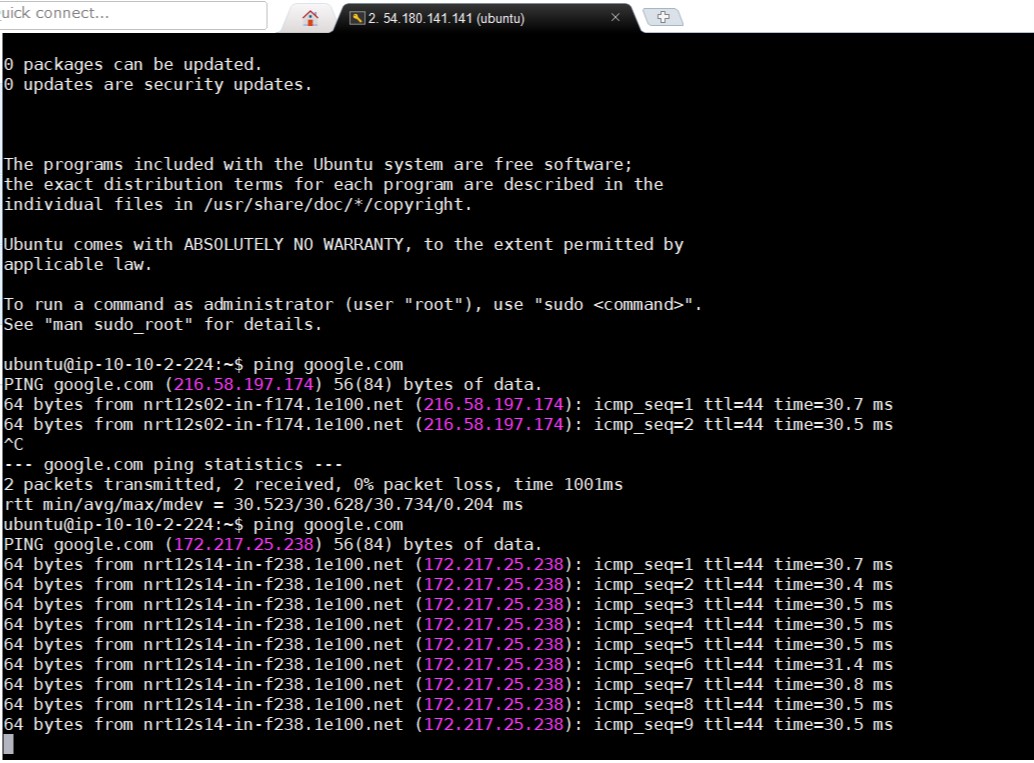 uick connect...
2. 54.180.141.141 (ubuntu)
0 packages can be updated.
0 updates are security updates.
The programs included with the Ubuntu system are free software;
the exact distribution terms for each program are described in the
individual files in /usr/share/doc/*/copyright.
Ubuntu comes with ABSOLUTELY NO WARRANTY, to the extent permitted by
applicable law.
To run a command as administrator (user "root"), use "sudo <command>".
See "man sudo_root" for details.
ubuntu@ip-10-10-2-224:~$ ping google.com
PING google.com (216.58.197.174) 56(84) bytes of data.
64 bytes from nrt12s02-in-f174.1e100.net (216.58.197.174): icmp_seq=1 ttl=44 time=30.7 ms
64 bytes from nrt12s02-in-f174.1e100.net (216.58.197.174): icmp_seq=2 ttl=44 time=30.5 ms
^C
--- google.com ping statistics ---
2 packets transmitted, 2 received, 0% packet loss, time 1001ms
rtt min/avg/max/mdev = 30.523/30.628/30.734/0.204 ms
ubuntu@ip-10-10-2-224:~$ ping google.com
PING google.com (172.217.25.238) 56(84) bytes of data.
64 bytes from nrt12s14-in-f238.1e100.net (172.217.25.238): icmp_seq=1 ttl=44 time=30.7 ms
64 bytes from nrt12s14-in-f238.1e100.net (172.217.25.238): icmp_seq=2 ttl=44 time=30.4 ms
64 bytes from nrt12s14-in-f238.1e100.net (172.217.25.238): icmp_seq=3 ttl=44 time=30.5 ms
64 bytes from nrt12s14-in-f238.1e100.net (172.217.25.238): icmp_seq=4 ttl=44 time=30.5 ms
64 bytes from nrt12s14-in-f238.1e100.net (172.217.25.238): icmp_seq=5 ttl=44 time=30.5 ms
64 bytes from nrt12s14-in-f238.1e100.net (172.217.25.238): icmp_seq=6 ttl=44 time=31.4 ms
64 bytes from nrt12s14-in-f238.1e100.net (172.217.25.238): icmp_seq=7 ttl=44 time=30.8 ms
64 bytes from nrt12s14-in-f238.1e100.net (172.217.25.238): icmp_seq=8 ttl=44 time=30.5 ms
64 bytes from nrt12s14-in-f238.1e100.net (172.217.25.238): icmp_seq=9 ttl=44 time=30.5 ms